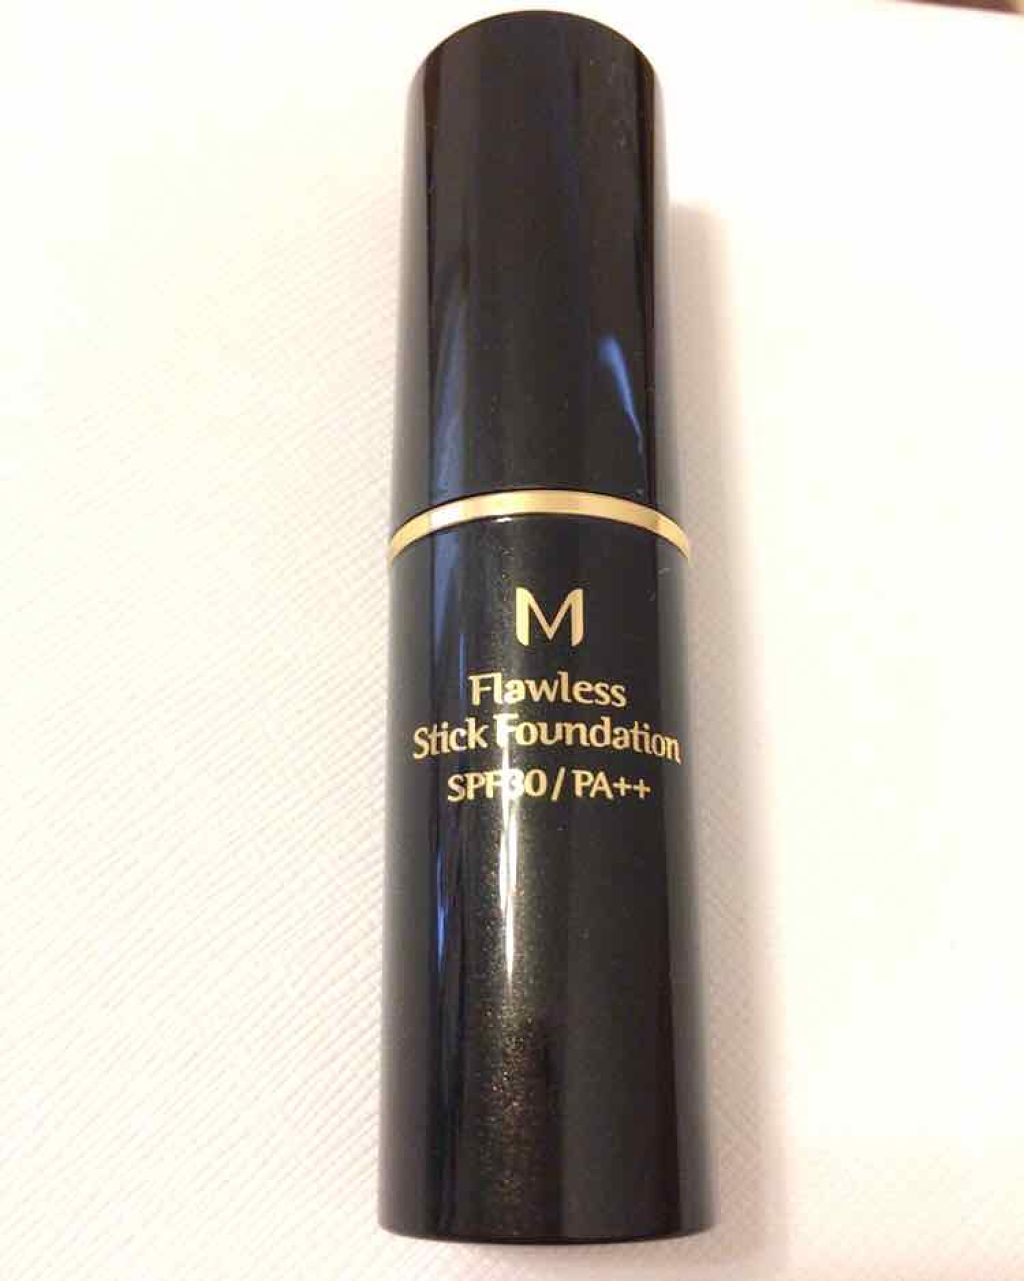 M
Flawless
Stick Foundation
SPF30/PA++